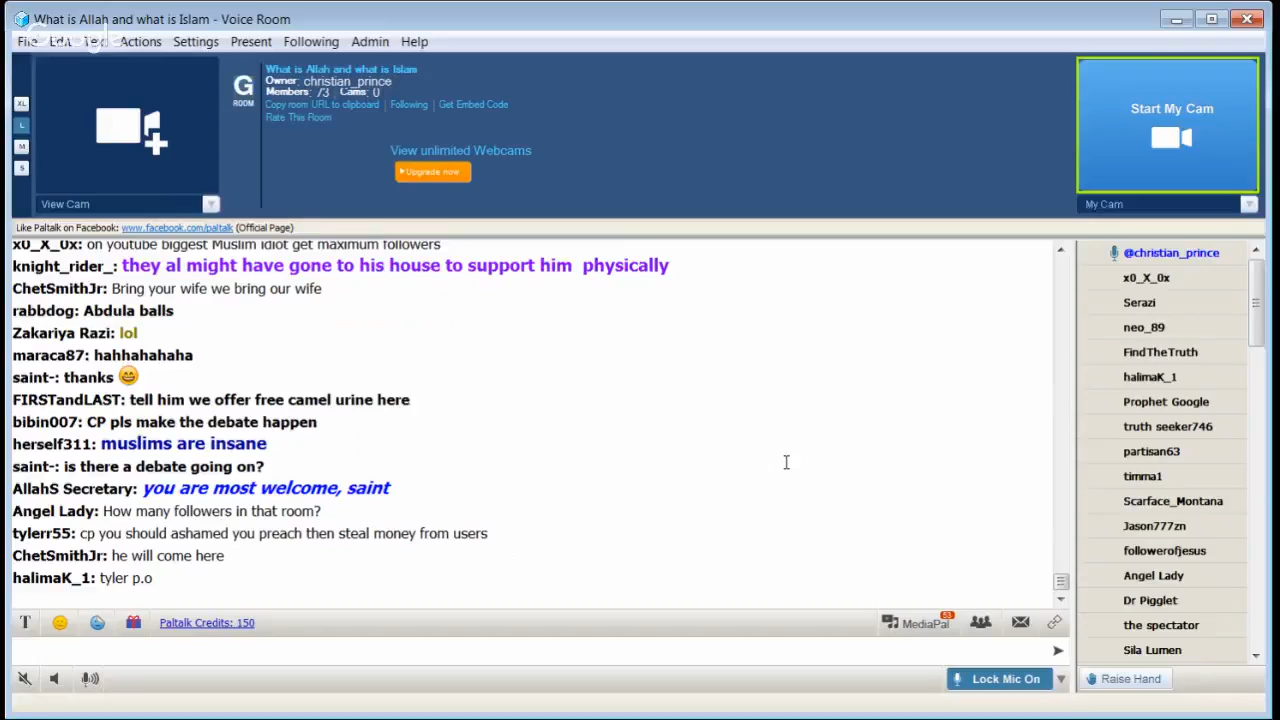 What is Allah and what is Islam - Voice Room
Google
File Edit Text Actions Settings Present Following Admin Help
XL
L
M
S
View Cam
G
ROOM
What is Allah and what is Islam
Owner: christian_prince
Members: 73 Cams: 0
Copy room URL to clipboard | Following | Get Embed Code
Rate This Room
View unlimited Webcams
Upgrade now
Start My Cam
My Cam
Like Paltalk on Facebook: www.facebook.com/paltalk (Official Page)
x0_X_0x: on youtube biggest Muslim idiot get maximum followers
knight_rider_: they al might have gone to his house to support him physically
ChetSmithJr: Bring your wife we bring our wife
rabbdog: Abdula balls
Zakariya Razi: lol
maraca87: hahhahahaha
saint-: thanks
FIRSTandLAST: tell him we offer free camel urine here
bibin007: CP pls make the debate happen
herself311: muslims are insane
saint-: is there a debate going on?
AllahS Secretary: you are most welcome, saint
Angel Lady: How many followers in that room?
tylerr55: cp you should ashamed you preach then steal money from users
ChetSmithJr: he will come here
halimaK_1: tyler p.o
@christian_prince
x0_X_0x
Serazi
neo_89
FindTheTruth
halimaK_1
Prophet Google
truth seeker746
partisan63
timma1
Scarface_Montana
Jason777zn
followerofjesus
Angel Lady
Dr Pigglet
the spectator
Sila Lumen
T
Paltalk Credits: 150
MediaPal
53
Lock Mic On
Raise Hand